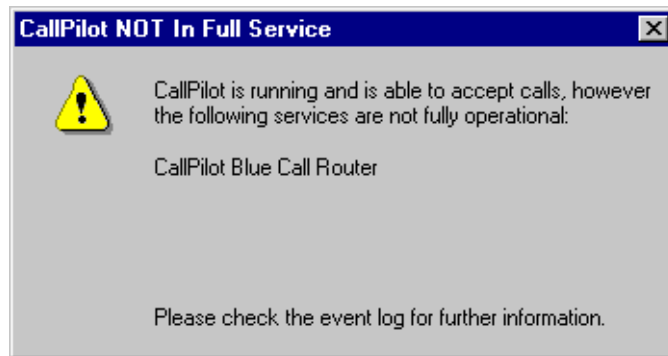 CallPilot NOT In Full Service
CallPilot is running and is able to accept calls, however
the following services are not fully operational:
CallPilot Blue Call Router
Please check the event log for further information.